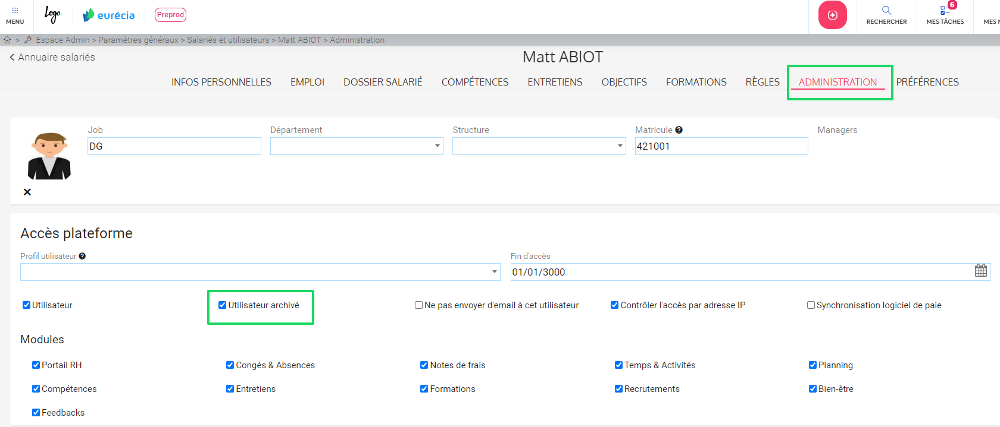 MENU
Logo
eurécia
Preprod
RECHERCHER
6
MES TÂCHES
MES
> Espace Admin > Paramètres généraux > Salariés et utilisateurs > Matt ABIOT > Administration
Annuaire salariés
Matt ABIOT
INFOS PERSONNELLES EMPLOI DOSSIER SALARIÉ COMPÉTENCES ENTRETIENS OBJECTIFS FORMATIONS RÈGLES ADMINISTRATION PRÉFÉRENCES
Job Département Structure Matricule ? Managers
DG 421001
Accès plateforme
Profil utilisateur ? Fin d'accès
01/01/3000
Utilisateur Utilisateur archivé Ne pas envoyer d'email à cet utilisateur Contrôler l'accès par adresse IP Synchronisation logiciel de paie
Modules
Portail RH Congés & Absences Notes de frais Temps & Activités Planning
Compétences Entretiens Formations Recrutements Bien-être
Feedbacks